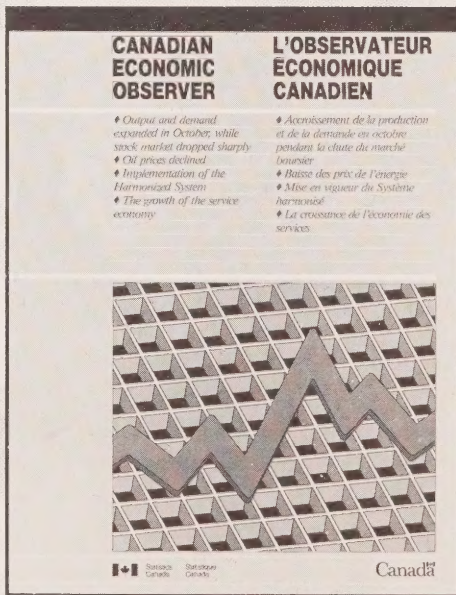 CANADIAN
ECONOMIC
OBSERVER
♦ Output and demand
expanded in October, while
stock market dropped sharply
♦ Oil prices declined
♦ Implementation of the
Harmonized System
♦ The growth of the service
economy
L'OBSERVATEUR
ÉCONOMIQUE
CANADIEN
♦ Accroissement de la production
et de la demande en octobre
pendant la chute du marché
boursier
♦ Baisse des prix de l'énergie
♦ Mise en vigueur du Système
harmonisé
♦ La croissance de l'économie des
services
Statistics
Canada
Statistique
Canada
Canada